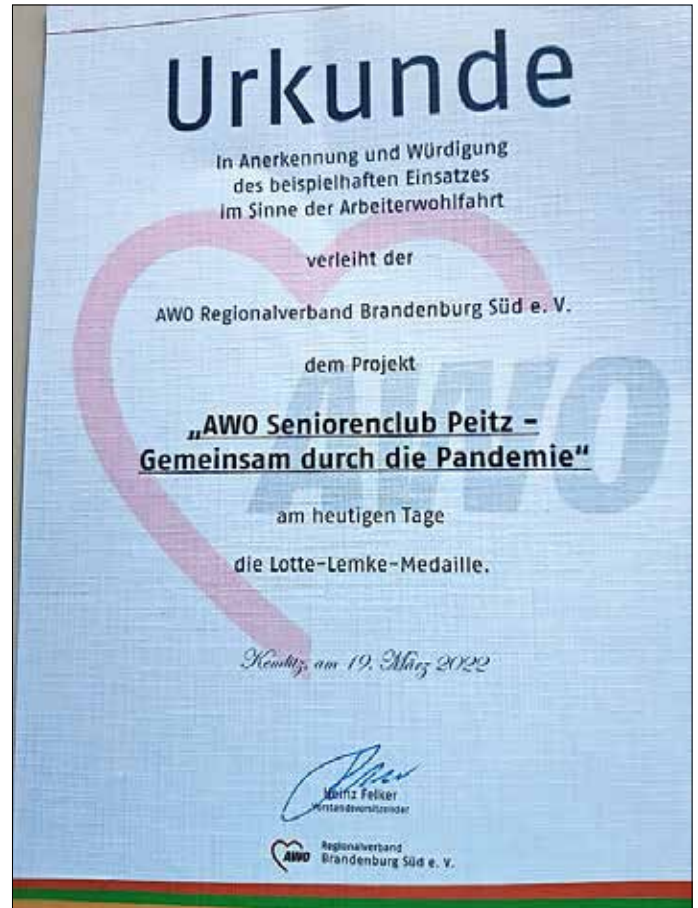 Urkunde
In Anerkennung und Würdigung
des beispielhaften Einsatzes
im Sinne der Arbeiterwohlfahrt
verleiht der
AWO Regionalverband Brandenburg Süd e. V.
dem Projekt
„AWO Seniorenclub Peitz –
Gemeinsam durch die Pandemie“
AWO
am heutigen Tage
die Lotte-Lemke-Medaille.
Kemlitz, am 19. März 2022
Heinz Felker
Vorstandsvorsitzender
AWO Regionalverband
Brandenburg Süd e. V.